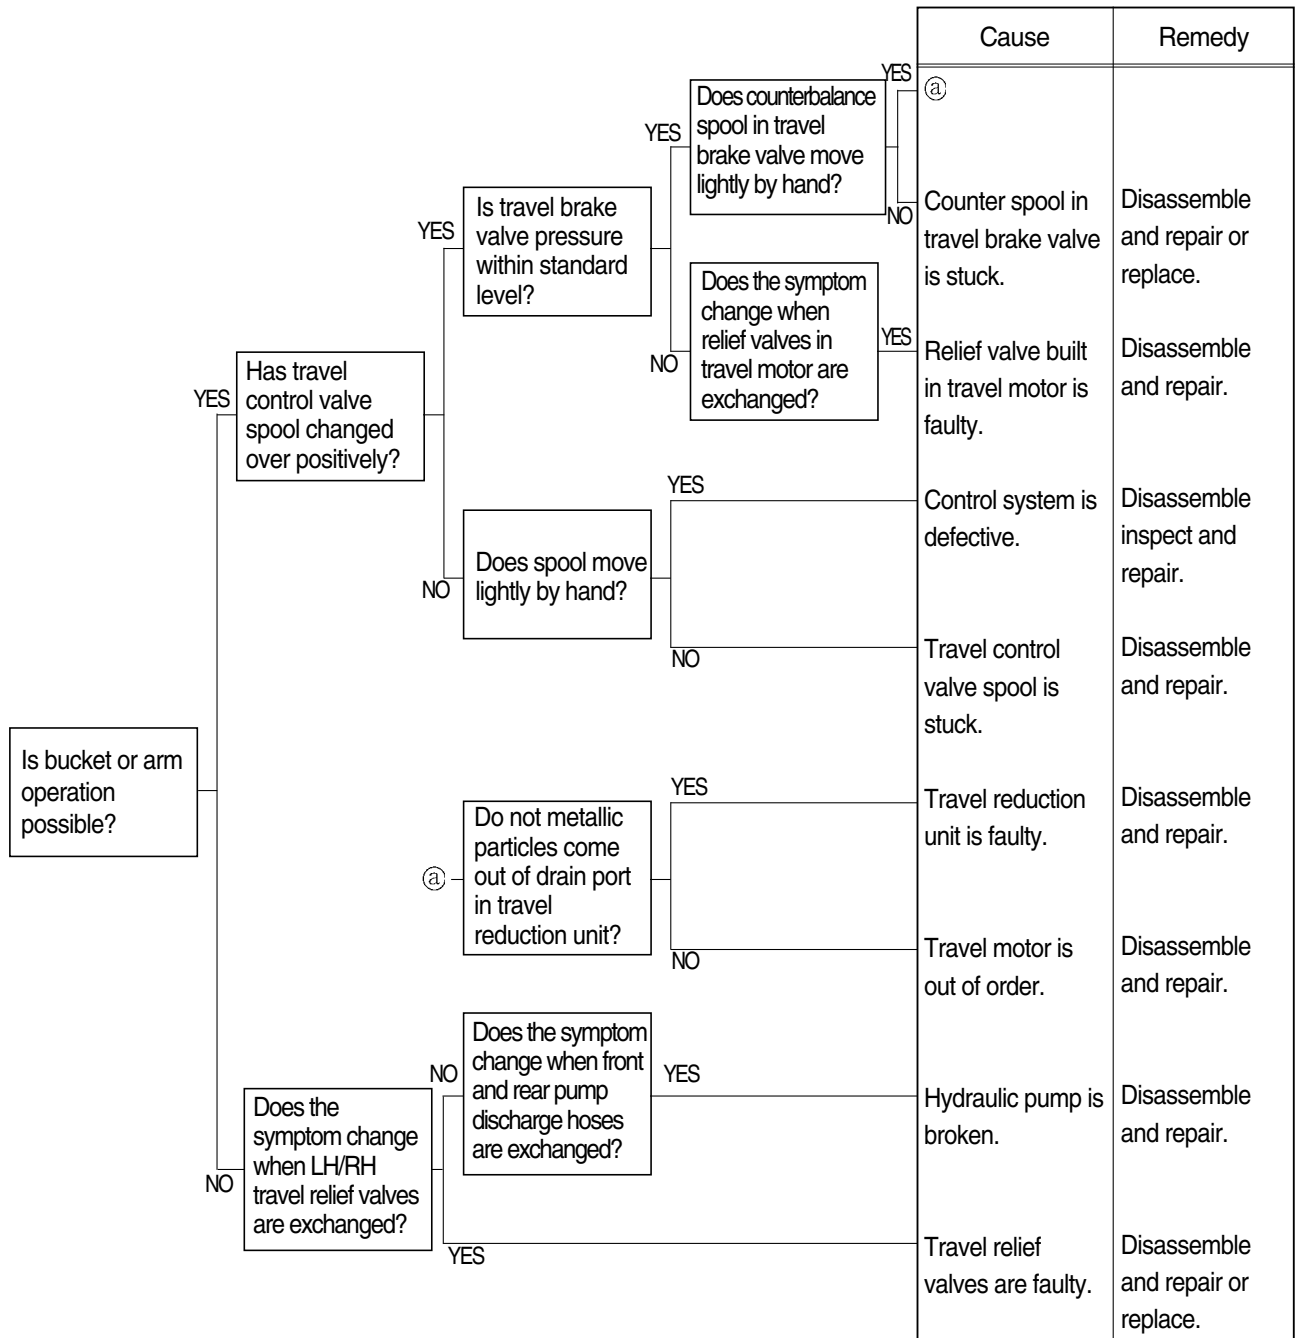 Cause
Remedy
Is bucket or arm
operation
possible?
YES
Has travel
control valve
spool changed
over positively?
YES
Is travel brake
valve pressure
within standard
level?
YES
Does counterbalance
spool in travel
brake valve move
lightly by hand?
YES
ⓐ
NO
Counter spool in
travel brake valve
is stuck.
Disassemble
and repair or
replace.
NO
Does the symptom
change when
relief valves in
travel motor are
exchanged?
YES
Relief valve built
in travel motor is
faulty.
Disassemble
and repair.
NO
Does spool move
lightly by hand?
YES
Control system is
defective.
Disassemble
inspect and
repair.
NO
Travel control
valve spool is
stuck.
Disassemble
and repair.
ⓐ
Do not metallic
particles come
out of drain port
in travel
reduction unit?
YES
Travel reduction
unit is faulty.
Disassemble
and repair.
NO
Travel motor is
out of order.
Disassemble
and repair.
NO
Does the
symptom change
when LH/RH
travel relief valves
are exchanged?
NO
Does the symptom
change when front
and rear pump
discharge hoses
are exchanged?
YES
Hydraulic pump is
broken.
Disassemble
and repair.
YES
Travel relief
valves are faulty.
Disassemble
and repair or
replace.